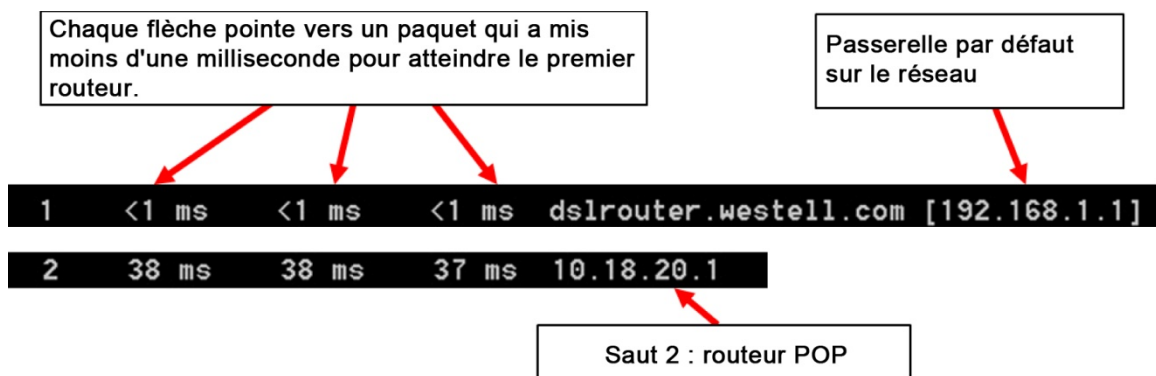 Chaque flèche pointe vers un paquet qui a mis
moins d'une milliseconde pour atteindre le premier
routeur.
Passerelle par défaut
sur le réseau
1 <1 ms <1 ms <1 ms dslrouter.westell.com [192.168.1.1]
2 38 ms 38 ms 37 ms 10.18.20.1
Saut 2 : routeur POP